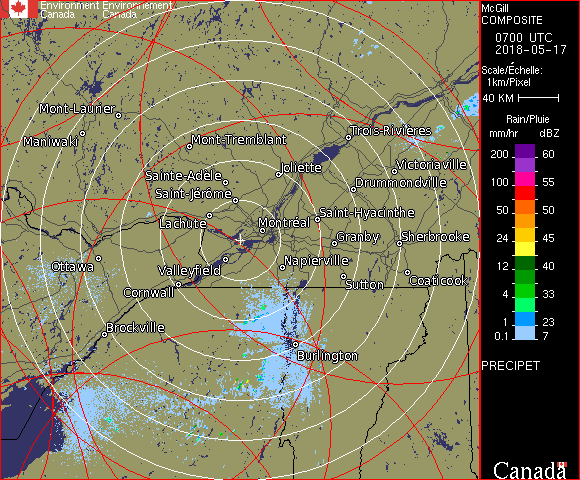 Environment Environnement
Canada Canada
McGill
COMPOSITE
0700 UTC
2018-05-17
Scale/Échelle:
1km/Pixel
40 KM
Rain/Pluie
mm/hr dBZ
200 60
100 55
50 50
24 45
12 40
4 33
1 23
0.1 7
PRECIPET
Canada
Mont-Laurier
Maniwaki
Mont-Tremblant
Trois-Rivières
Sainte-Adèle
Joliette
Victoriaville
Saint-Jérôme
Drummondville
Lachute
Montréal
Saint-Hyacinthe
Granby
Sherbrooke
Ottawa
Valleyfield
Napierville
Cornwall
Sutton
Coaticook
Brockville
Burlington